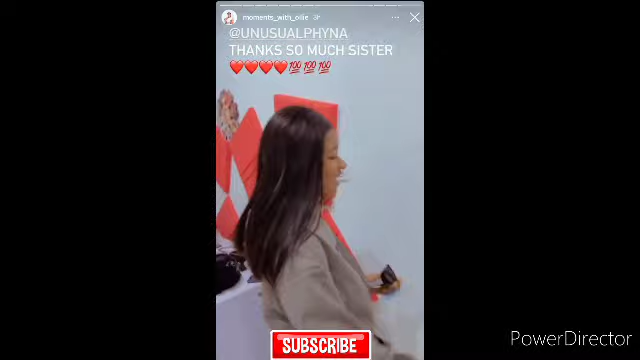 moments_with_ollie
@UNUSUALPHYNA
THANKS SO MUCH SISTER
❤️❤️❤️❤️💯💯💯
SUBSCRIBE
PowerDirector